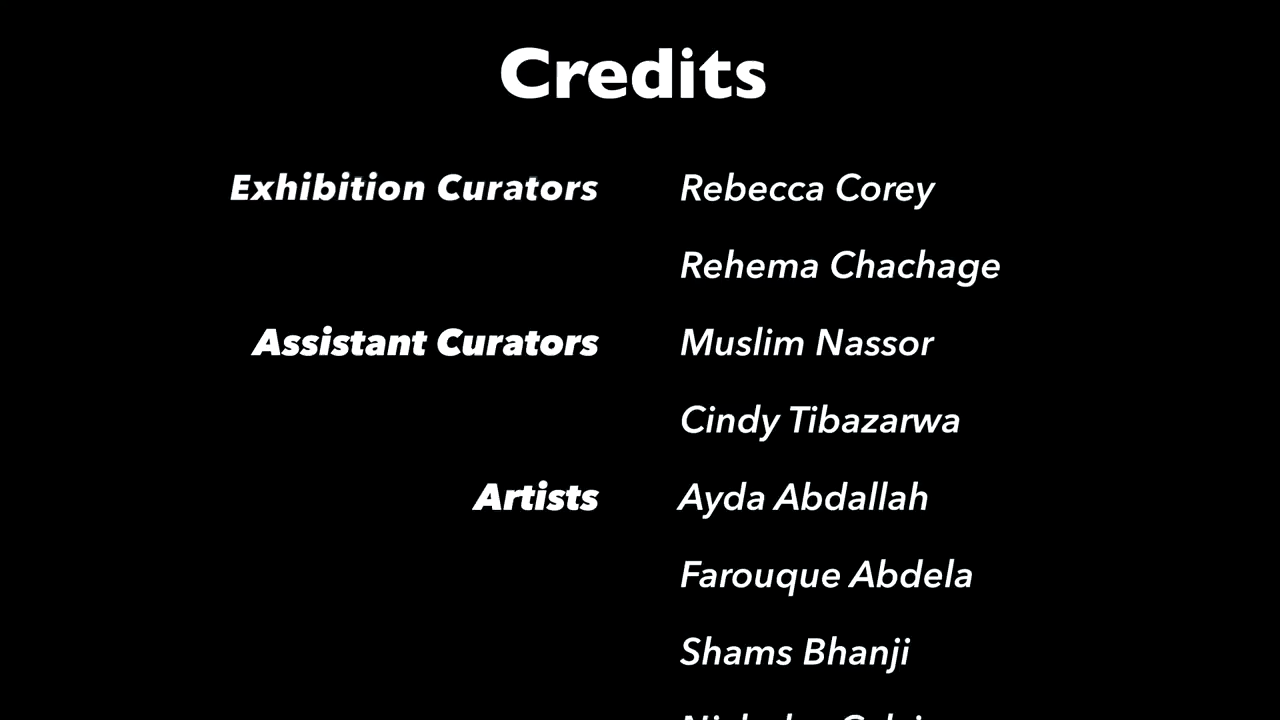 Credits
Exhibition Curators Rebecca Corey
Rehema Chachage
Assistant Curators Muslim Nassor
Cindy Tibazarwa
Artists Ayda Abdallah
Farouque Abdela
Shams Bhanji